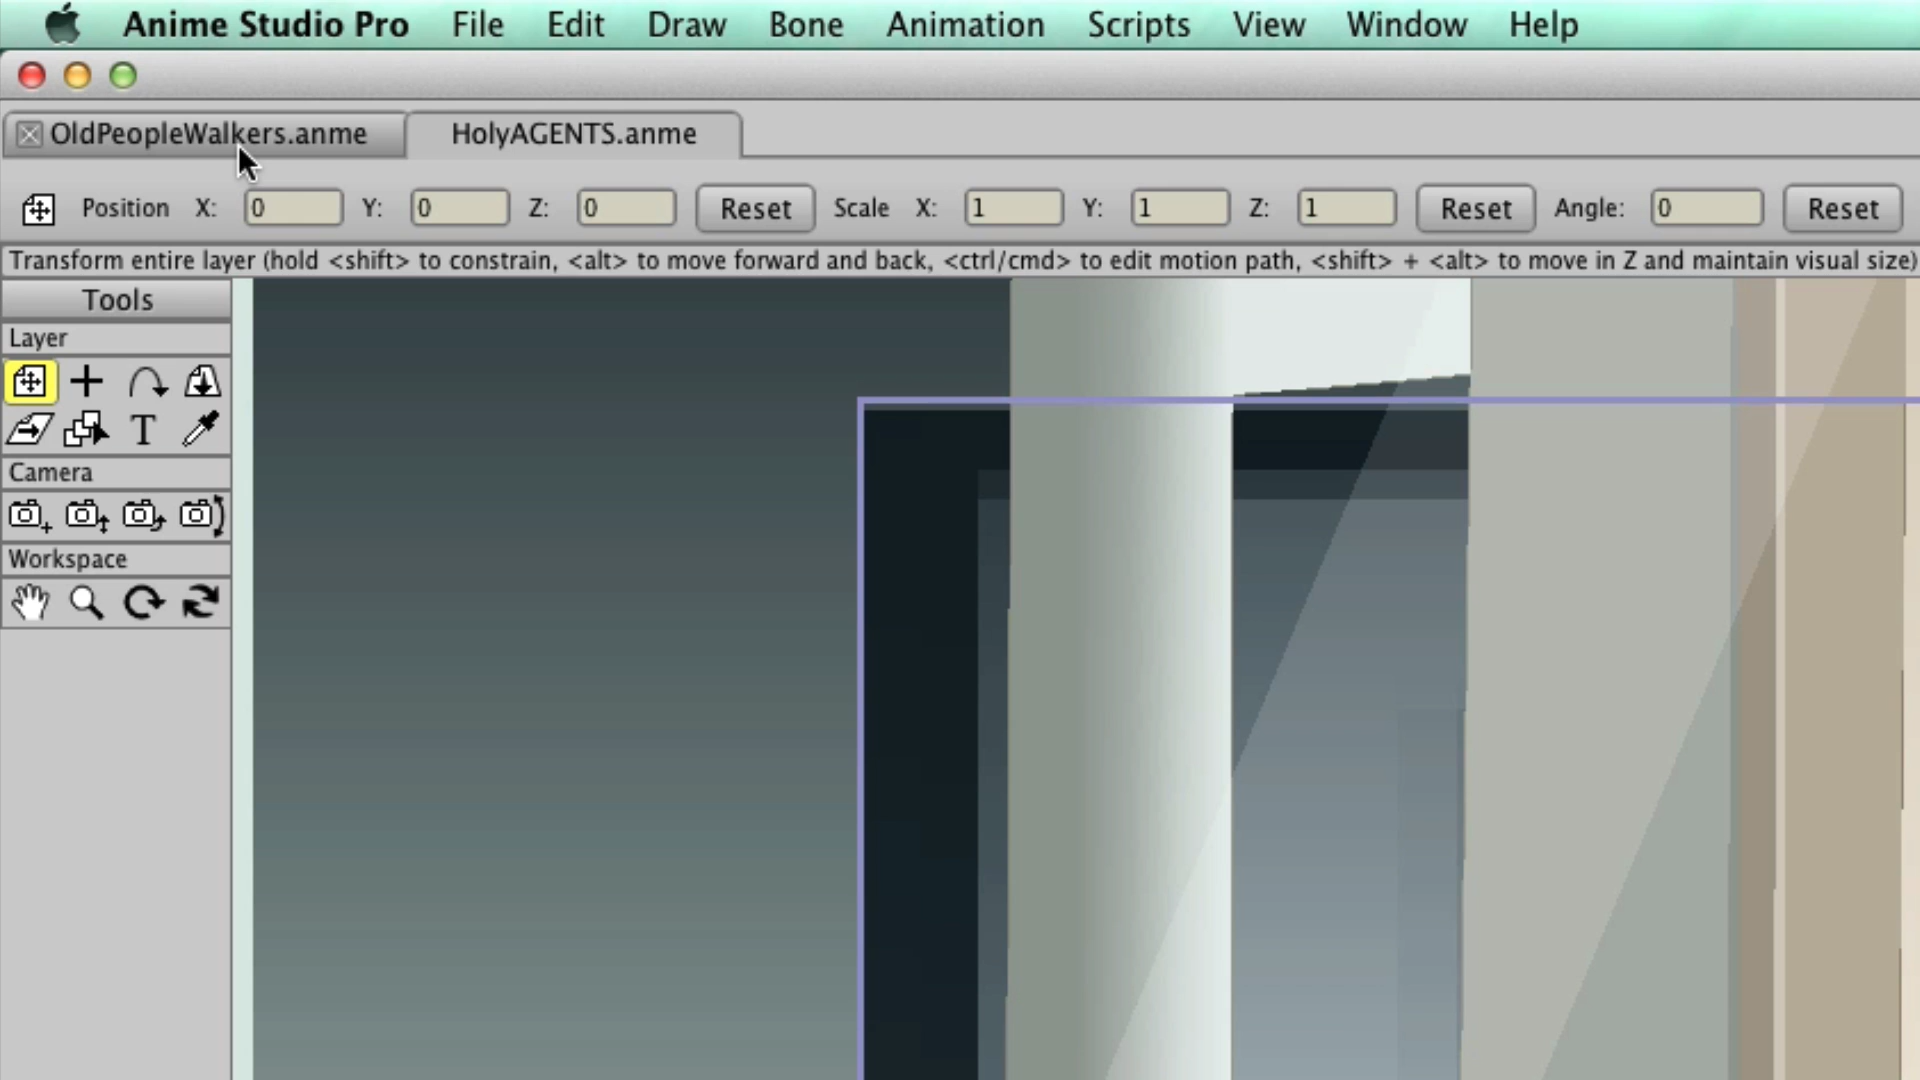 Anime Studio Pro File Edit Draw Bone Animation Scripts View Window Help
OldPeopleWalkers.anme HolyAGENTS.anme
Position X: 0 Y: 0 Z: 0 Reset Scale X: 1 Y: 1 Z: 1 Reset Angle: 0 Reset
Transform entire layer (hold <shift> to constrain, <alt> to move forward and back, <ctrl/cmd> to edit motion path, <shift> + <alt> to move in Z and maintain visual size)
Tools
Layer
T
Camera
Workspace